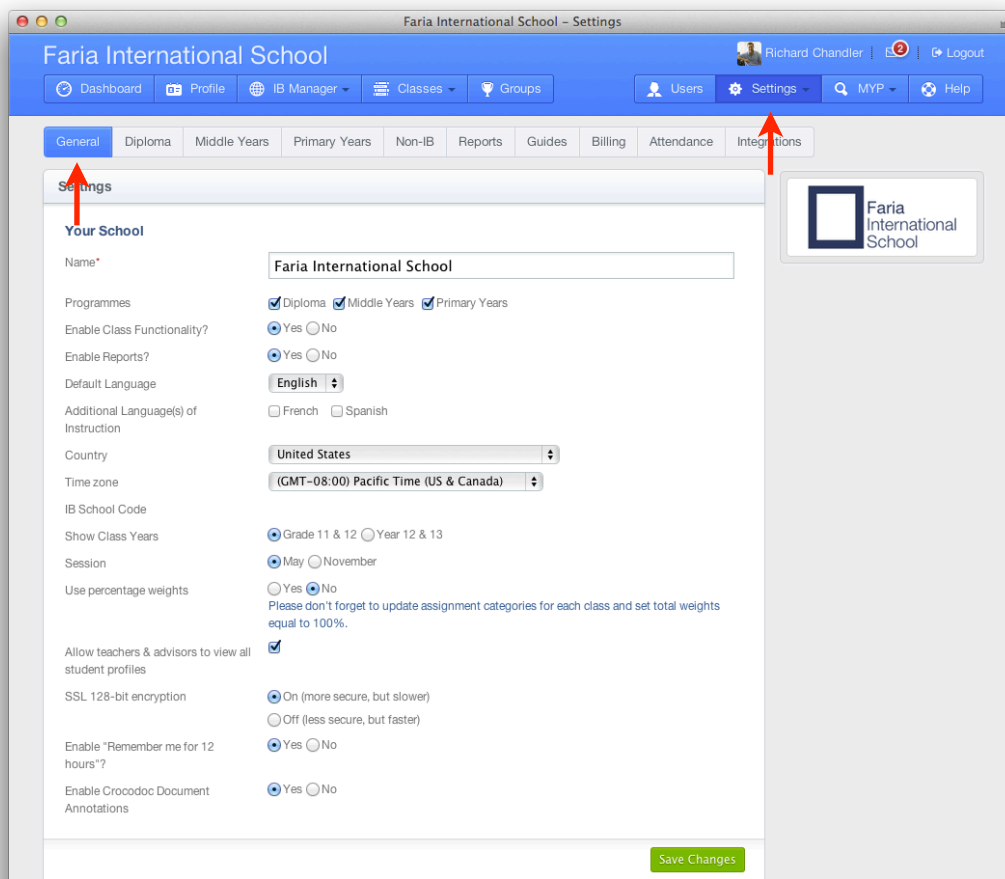 Faria International School – Settings
Faria International School
Richard Chandler
2
Logout
Dashboard
Profile
IB Manager
Classes
Groups
Users
Settings
MYP
Help
General
Diploma
Middle Years
Primary Years
Non-IB
Reports
Guides
Billing
Attendance
Integrations
Settings
Faria
International
School
Your School
Name*
Faria International School
Programmes
Diploma Middle Years Primary Years
Enable Class Functionality?
Yes No
Enable Reports?
Yes No
Default Language
English
Additional Language(s) of
Instruction
French Spanish
Country
United States
Time zone
(GMT-08:00) Pacific Time (US & Canada)
IB School Code
Show Class Years
Grade 11 & 12 Year 12 & 13
Session
May November
Use percentage weights
Yes No
Please don't forget to update assignment categories for each class and set total weights
equal to 100%.
Allow teachers & advisors to view all
student profiles
SSL 128-bit encryption
On (more secure, but slower)
Off (less secure, but faster)
Enable "Remember me for 12
hours"?
Yes No
Enable Crocodoc Document
Annotations
Yes No
Save Changes